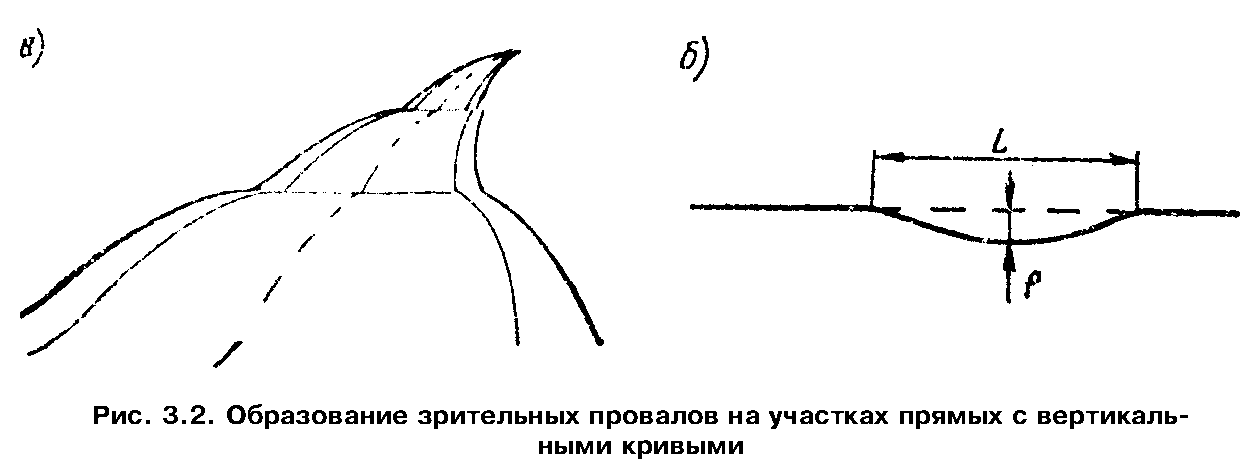 а)
б)
L
f
Рис. 3.2. Образование зрительных провалов на участках прямых с вертикаль-
ными кривыми